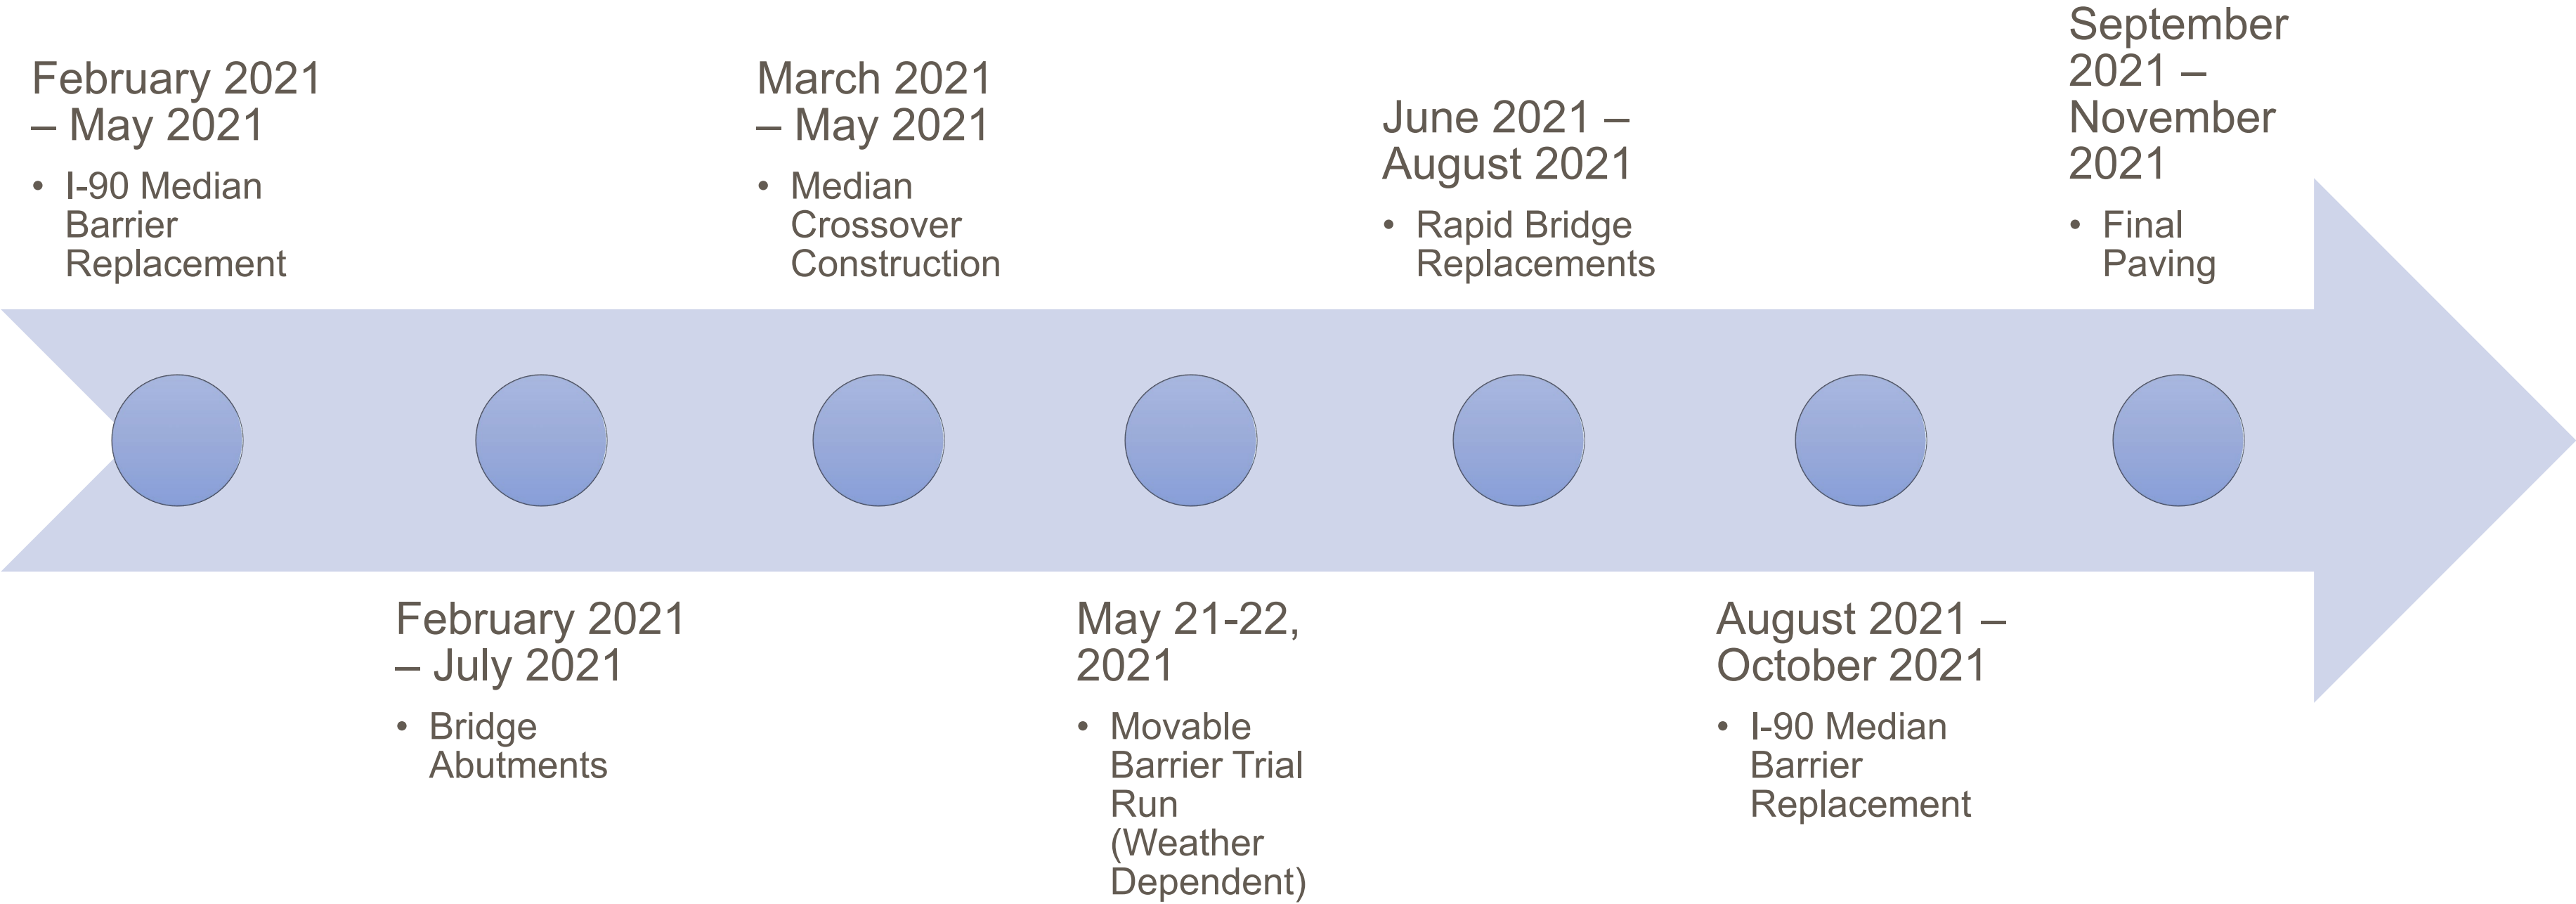 February 2021
– May 2021
• I-90 Median
Barrier
Replacement
February 2021
– July 2021
• Bridge
Abutments
March 2021
– May 2021
• Median
Crossover
Construction
May 21-22,
2021
• Movable
Barrier Trial
Run
(Weather
Dependent)
June 2021 –
August 2021
• Rapid Bridge
Replacements
August 2021 –
October 2021
• I-90 Median
Barrier
Replacement
September
2021 –
November
2021
• Final
Paving